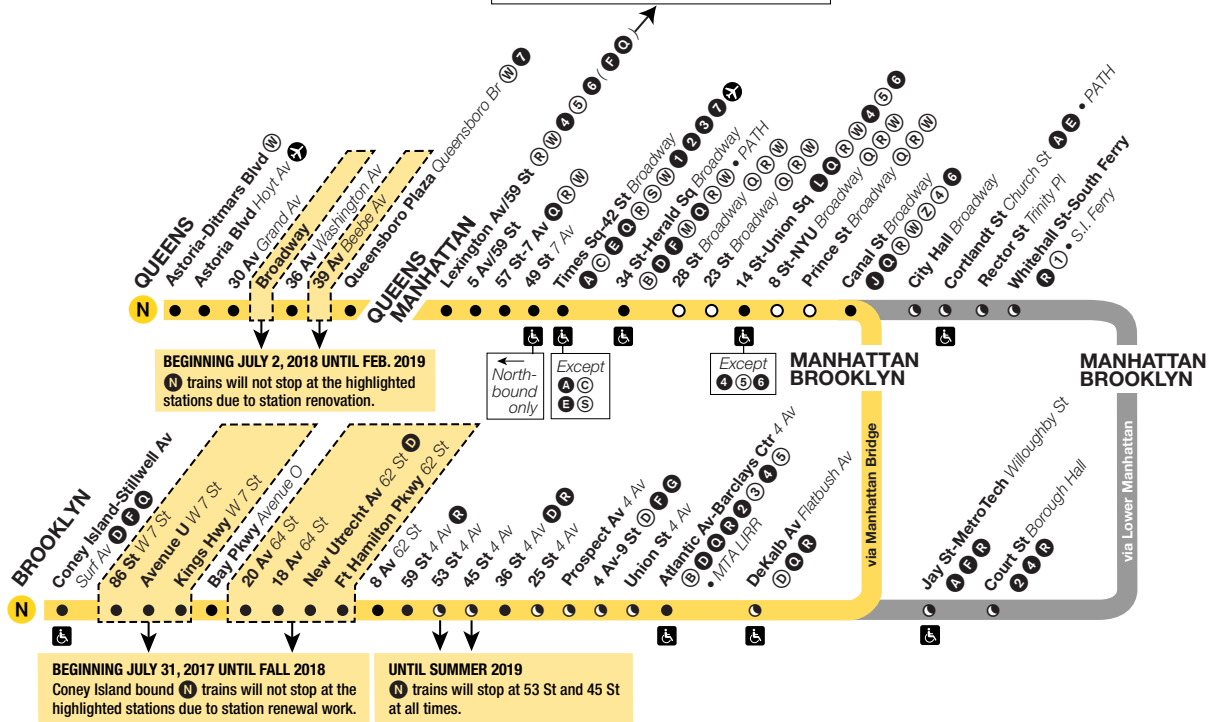 QUEENS
Astoria-Ditmars Blvd W
Astoria Blvd Hoyt Av
30 Av Grand Av
Broadway
36 Av Washington Av
39 Av Beebe Av
Queensboro Plaza Queensboro Br W 7
QUEENS
MANHATTAN
Lexington Av/59 St R W 4 5 6 ( F Q )
5 Av/59 St
57 St-7 Av Q R W
49 St 7 Av
Times Sq-42 St Broadway
A C E Q R S W 1 2 3 7
34 St-Herald Sq Broadway
B D F M Q R W • PATH
28 St Broadway Q R W
23 St Broadway Q R W
14 St-Union Sq L Q R W 4 5 6
8 St-NYU Broadway Q R W
Prince St Broadway Q R W
Canal St Broadway
J Q R W Z 4 6
City Hall Broadway
Cortlandt St Church St A E • PATH
Rector St Trinity Pl
Whitehall St-South Ferry
R 1 • S.I. Ferry
N
BEGINNING JULY 2, 2018 UNTIL FEB. 2019
N trains will not stop at the highlighted
stations due to station renovation.
North-
bound
only
Except
A C
E S
Except
4 5 6
MANHATTAN
BROOKLYN
MANHATTAN
BROOKLYN
via Manhattan Bridge
via Lower Manhattan
BROOKLYN
Coney Island-Stillwell Av
Surf Av D F Q
86 St W 7 St
Avenue U W 7 St
Kings Hwy W 7 St
Bay Pkwy Avenue O
20 Av 64 St
18 Av 64 St
New Utrecht Av 62 St D
Ft Hamilton Pkwy 62 St
8 Av 62 St
59 St 4 Av R
53 St 4 Av
45 St 4 Av
36 St 4 Av D R
25 St 4 Av
Prospect Av 4 Av
4 Av-9 St D F G
Union St 4 Av
Atlantic Av-Barclays Ctr 4 Av
B D Q R 2 3 4 5
• MTA LIRR
DeKalb Av Flatbush Av
D Q R
Jay St-MetroTech Willoughby St
A F R
Court St Borough Hall
2 4 R
N
BEGINNING JULY 31, 2017 UNTIL FALL 2018
Coney Island bound N trains will not stop at the
highlighted stations due to station renewal work.
UNTIL SUMMER 2019
N trains will stop at 53 St and 45 St
at all times.